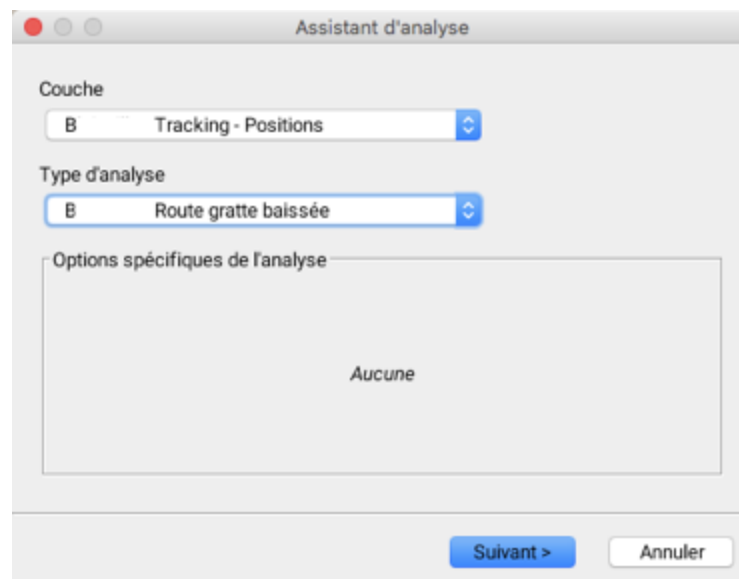 Assistant d'analyse
Couche
B Tracking - Positions
Type d'analyse
B Route gratte baissée
Options spécifiques de l'analyse
Aucune
Suivant >
Annuler